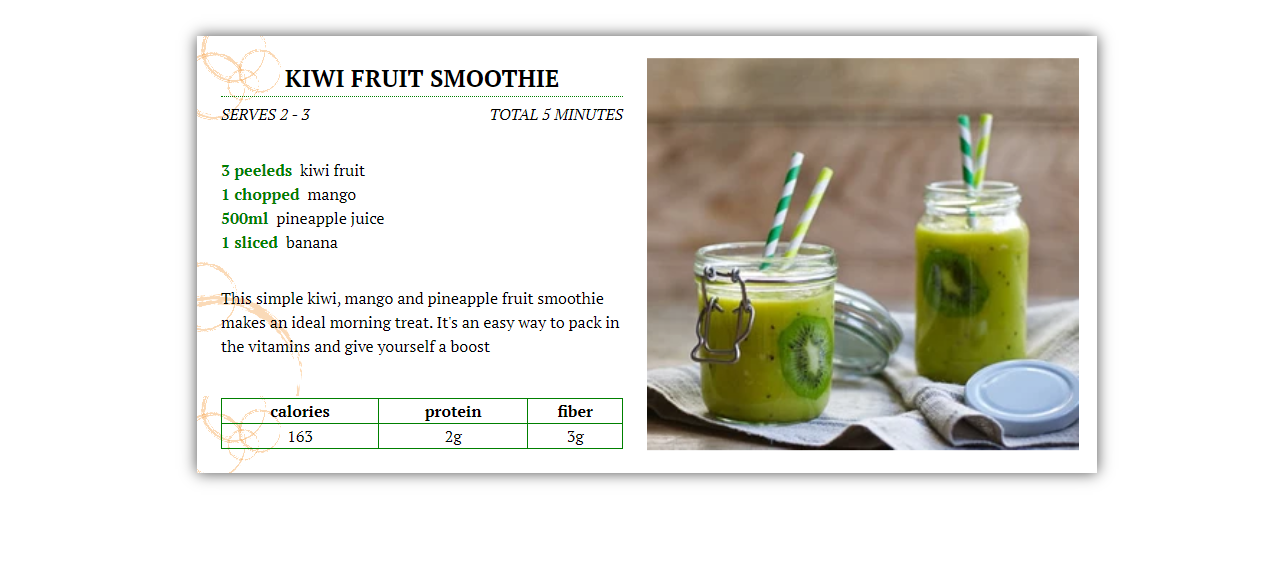 KIWI FRUIT SMOOTHIE
SERVES 2 - 3 TOTAL 5 MINUTES
3 peeleds kiwi fruit
1 chopped mango
500ml pineapple juice
1 sliced banana
This simple kiwi, mango and pineapple fruit smoothie
makes an ideal morning treat. It's an easy way to pack in
the vitamins and give yourself a boost
calories protein fiber
163 2g 3g